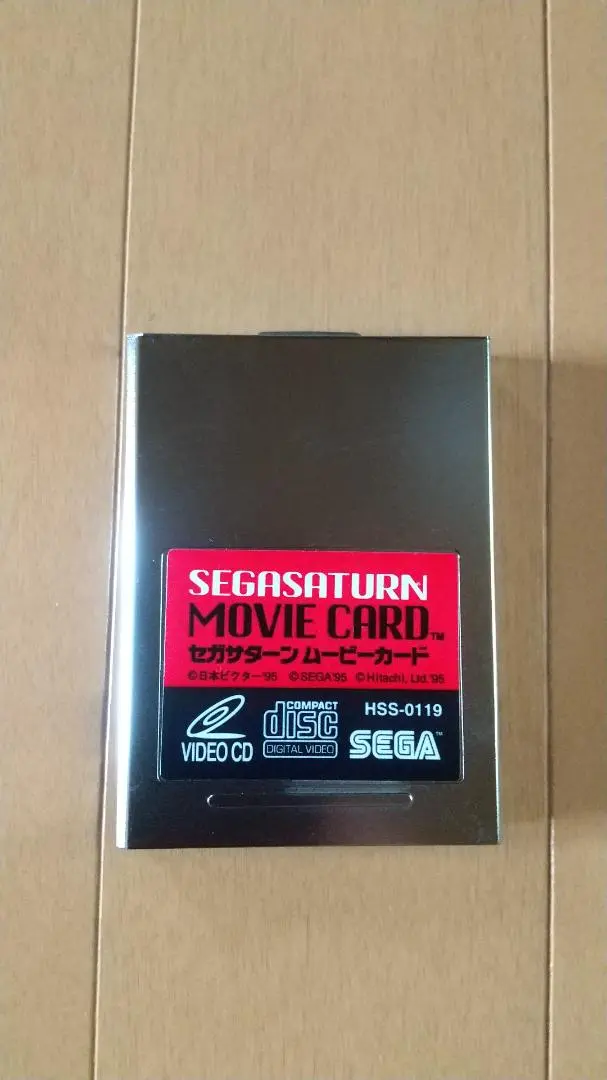 SEGASATURN
MOVIE CARD™
セガサターン ムービーカード
©日本ビクター'95 ©SEGA'95 ©Hitachi, Ltd.'95
VIDEO CD
COMPACT
disc
DIGITAL VIDEO
HSS-0119
SEGA™